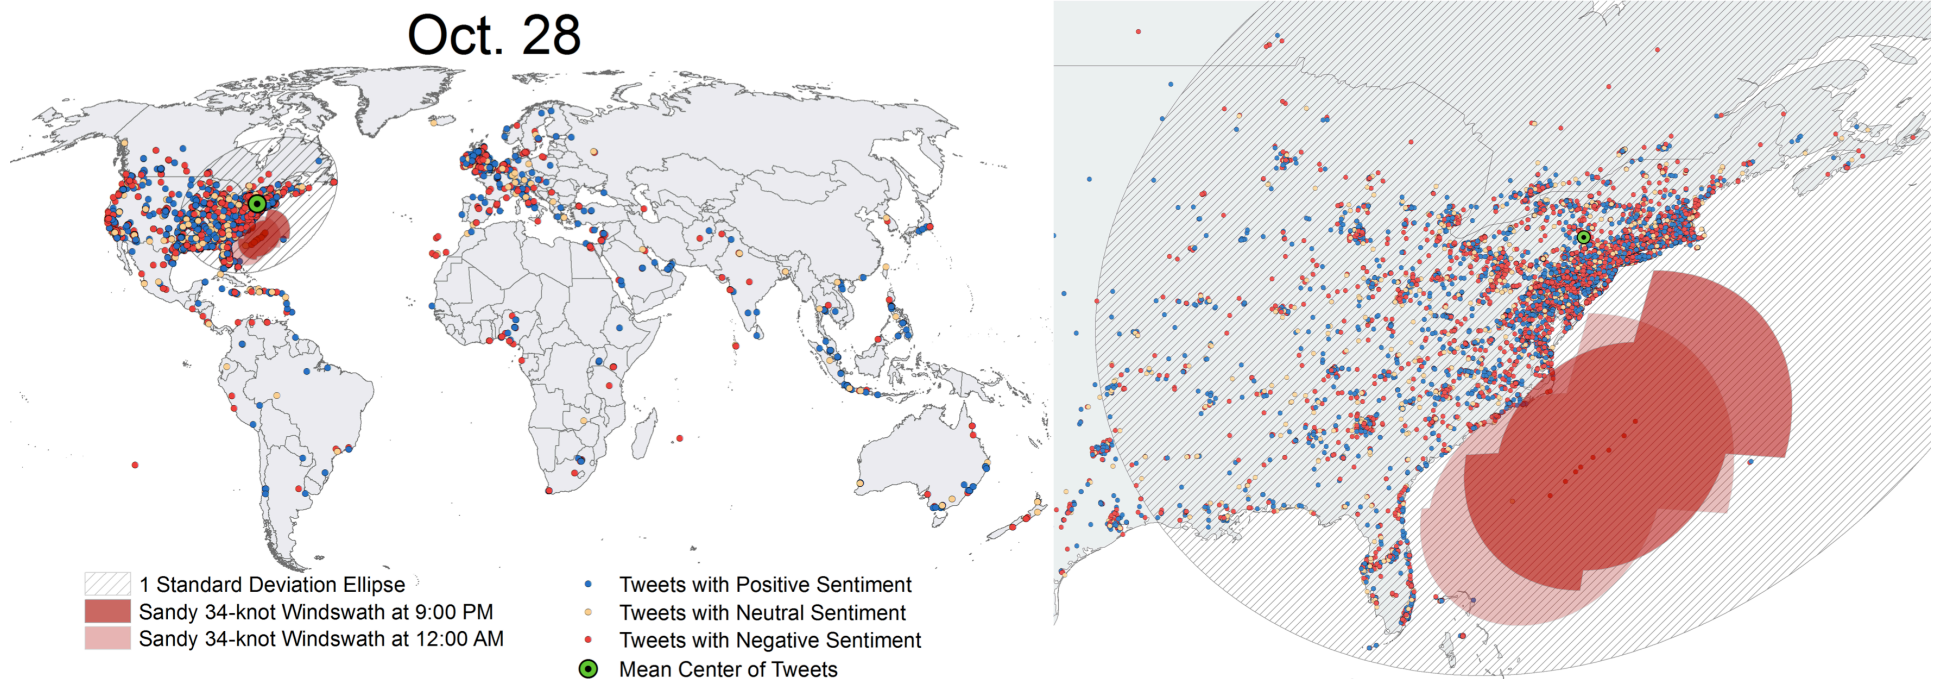 Oct. 28
1 Standard Deviation Ellipse
Sandy 34-knot Windswath at 9:00 PM
Sandy 34-knot Windswath at 12:00 AM
Tweets with Positive Sentiment
Tweets with Neutral Sentiment
Tweets with Negative Sentiment
Mean Center of Tweets